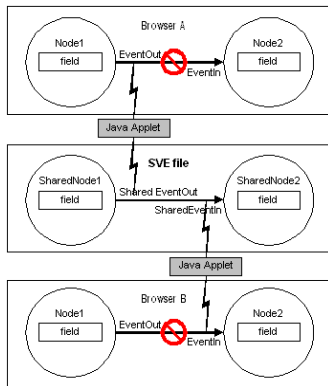 Browser A
Node1
Node2
field
EventOut
field
EventIn
Java Applet
SVE file
SharedNode1
SharedNode2
field
Shared EventOut
field
SharedEventIn
Java Applet
Browser B
Node1
Node2
field
EventOut
field
EventIn